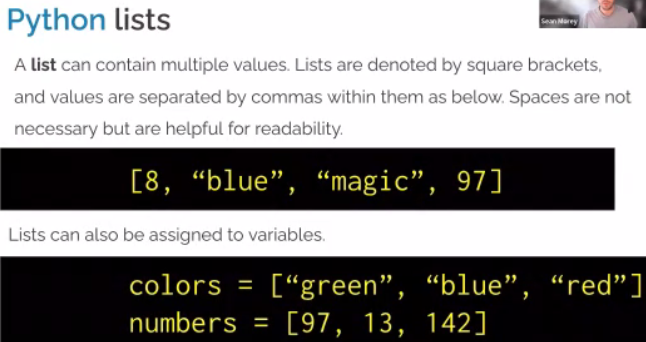 Python lists
Sean Morey
A list can contain multiple values. Lists are denoted by square brackets,
and values are separated by commas within them as below. Spaces are not
necessary but are helpful for readability.
[8, “blue”, “magic”, 97]
Lists can also be assigned to variables.
colors = [“green”, “blue”, “red”]
numbers = [97, 13, 142]